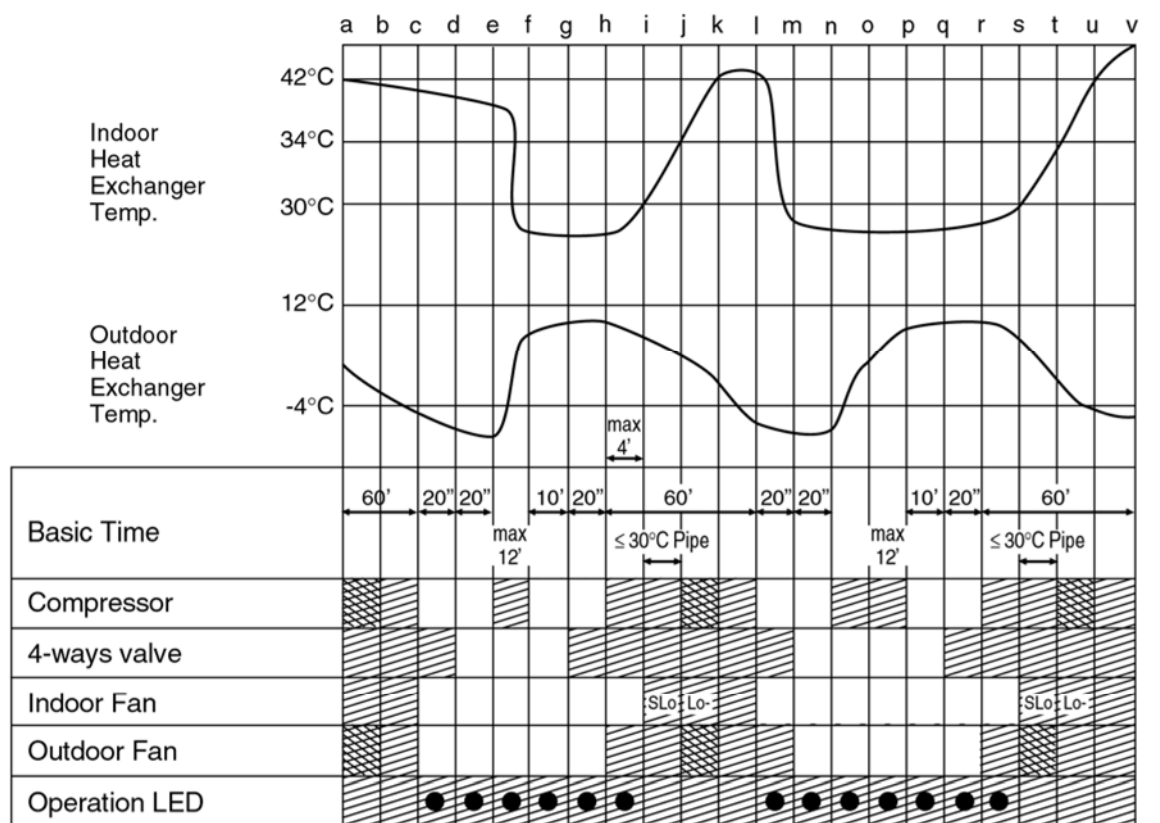 a b c d e f g h i j k l m n o p q r s t u v
42°C
Indoor
Heat
Exchanger
Temp.
34°C
30°C
12°C
Outdoor
Heat
Exchanger
Temp.
-4°C
max
4’
Basic Time
60’ 20” 20” 10’ 20” 60’ 20” 20” 10’ 20” 60’
max
12’
≤ 30°C Pipe
max
12’
≤ 30°C Pipe
Compressor
4-ways valve
Indoor Fan
SLo Lo- SLo Lo-
Outdoor Fan
Operation LED